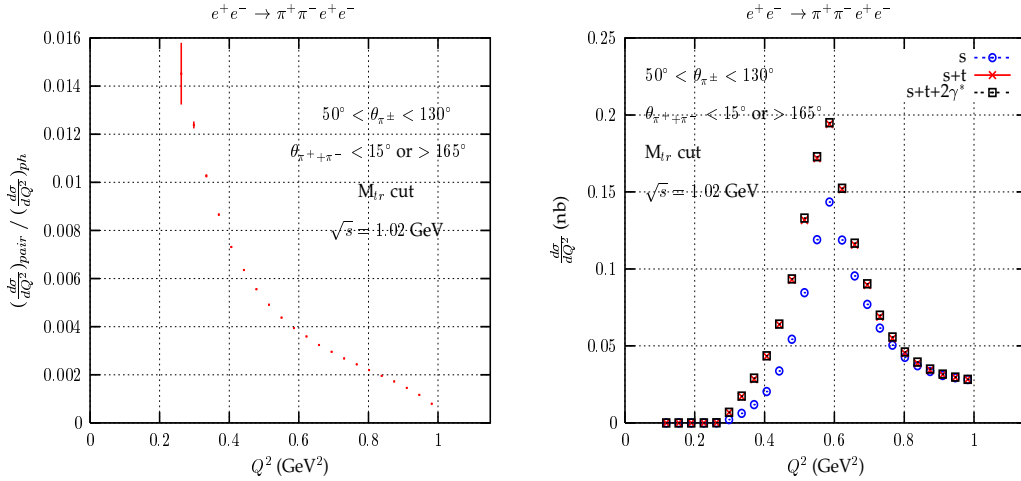 e⁺e⁻ → π⁺π⁻e⁺e⁻
0.016
0.014
0.012
0.01
0.008
0.006
0.004
0.002
0
(dσ/dQ²)pair / (dσ/dQ²)ph
50° < θπ± < 130°
θπ⁺+π⁻ < 15° or > 165°
Mtr cut
√s = 1.02 GeV
0 0.2 0.4 0.6 0.8 1
Q² (GeV²)
e⁺e⁻ → π⁺π⁻e⁺e⁻
0.25
0.2
0.15
0.1
0.05
0
dσ/dQ² (nb)
50° < θπ± < 130°
θπ⁺+π⁻ < 15° or > 165°
Mtr cut
√s = 1.02 GeV
s
s+t
s+t+2γ*
0 0.2 0.4 0.6 0.8 1
Q² (GeV²)